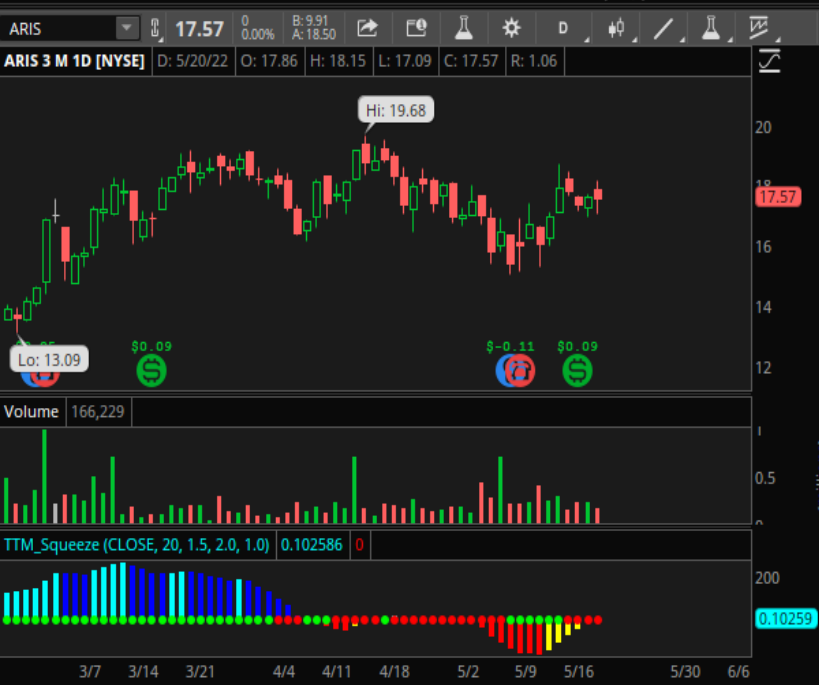 ARIS 17.57 0 B: 9.91 D
0.00% A: 18.50
ARIS 3 M 1D [NYSE] D: 5/20/22 O: 17.86 H: 18.15 L: 17.09 C: 17.57 R: 1.06
Hi: 19.68
20
18
17.57
16
14
$0.09 $-0.11 $0.09
Lo: 13.09
12
Volume 166,229
1
0.5
0
TTM_Squeeze (CLOSE, 20, 1.5, 2.0, 1.0) 0.102586 0
200
0.10259
3/7 3/14 3/21 4/4 4/11 4/18 5/2 5/9 5/16 5/30 6/6